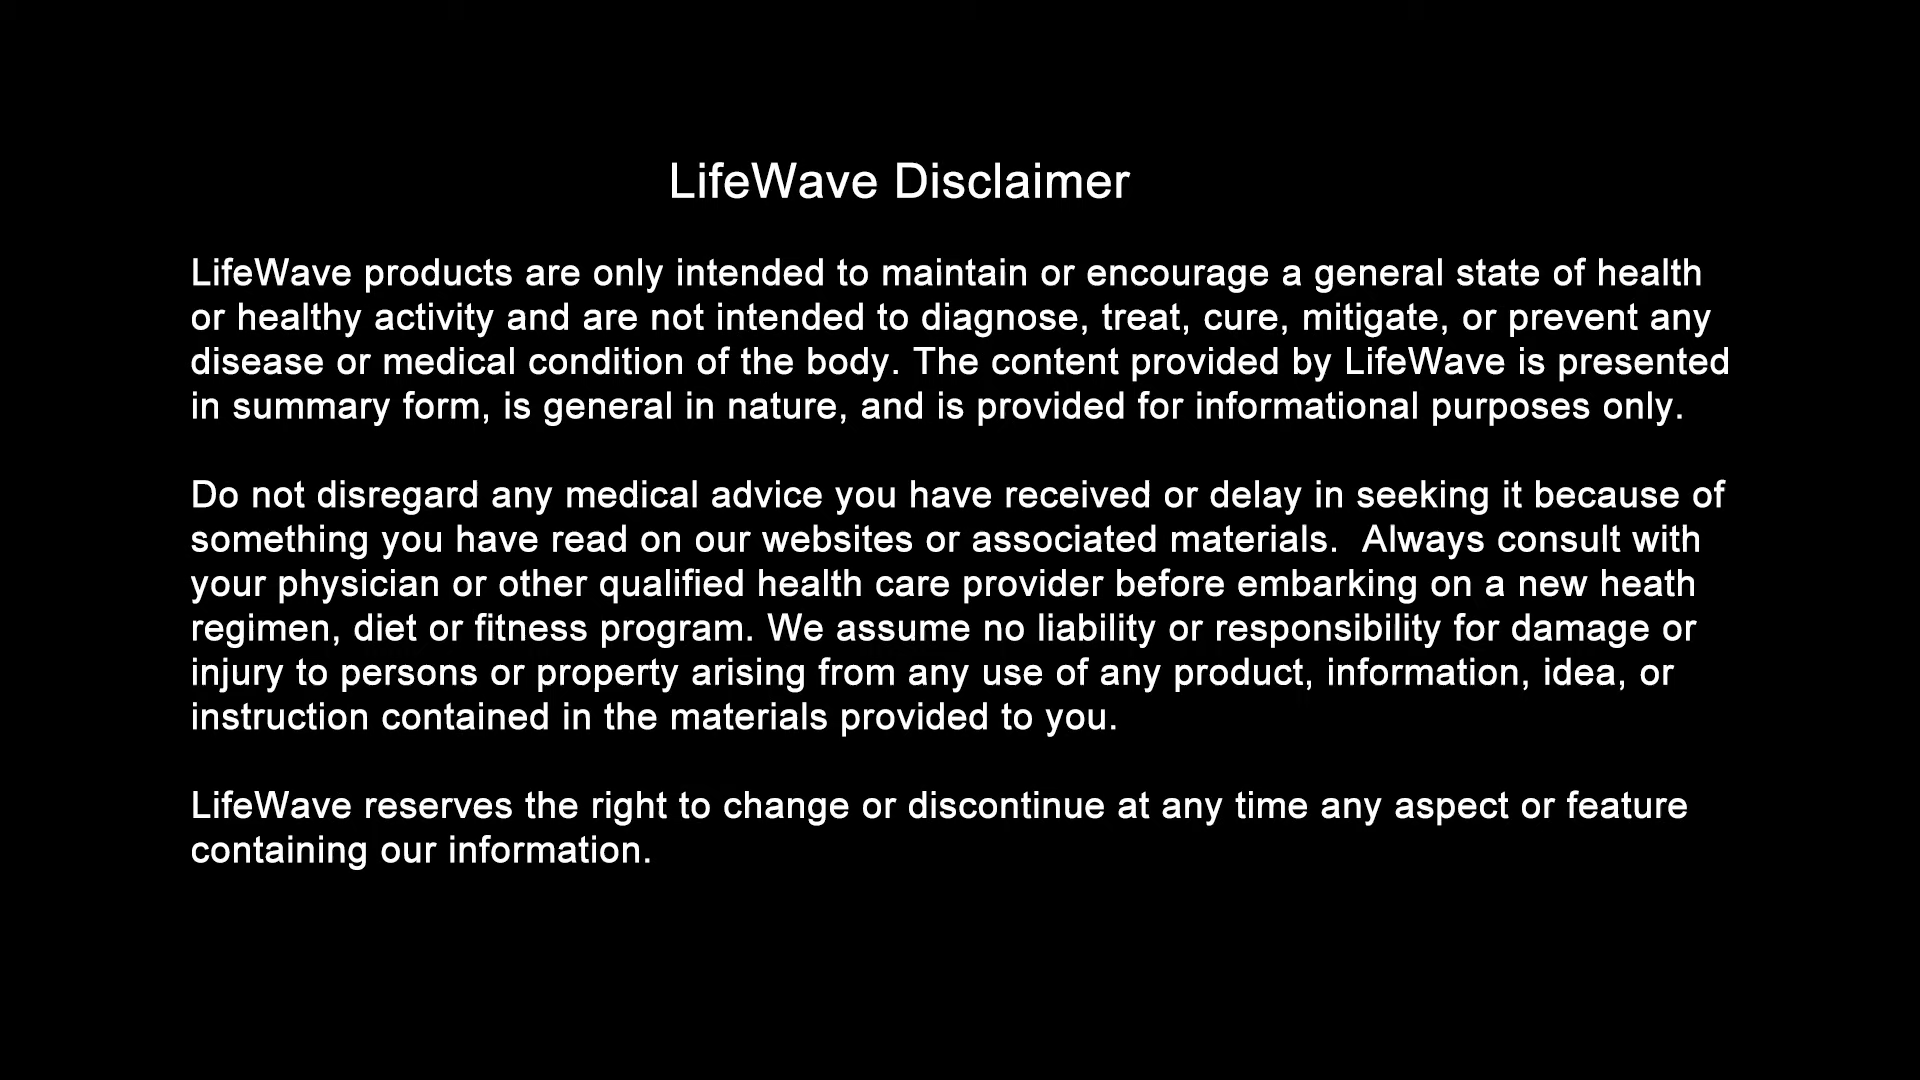 LifeWave Disclaimer
LifeWave products are only intended to maintain or encourage a general state of health
or healthy activity and are not intended to diagnose, treat, cure, mitigate, or prevent any
disease or medical condition of the body. The content provided by LifeWave is presented
in summary form, is general in nature, and is provided for informational purposes only.
Do not disregard any medical advice you have received or delay in seeking it because of
something you have read on our websites or associated materials.  Always consult with
your physician or other qualified health care provider before embarking on a new heath
regimen, diet or fitness program. We assume no liability or responsibility for damage or
injury to persons or property arising from any use of any product, information, idea, or
instruction contained in the materials provided to you.
LifeWave reserves the right to change or discontinue at any time any aspect or feature
containing our information.